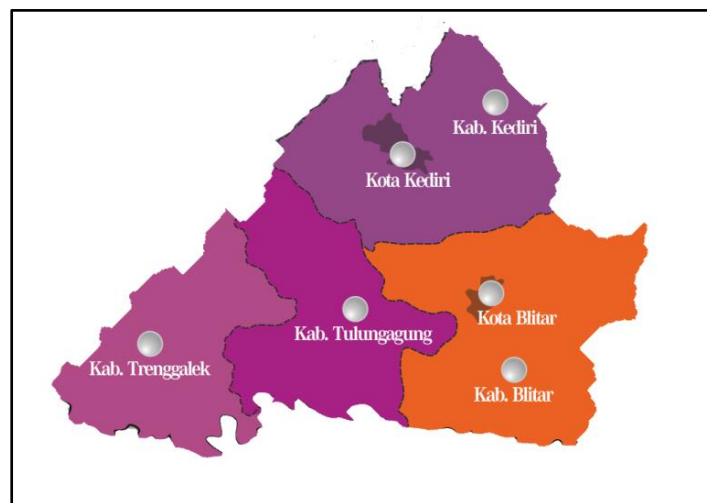 Kab. Kediri
Kota Kediri
Kota Blitar
Kab. Tulungagung
Kab. Trenggalek
Kab. Blitar